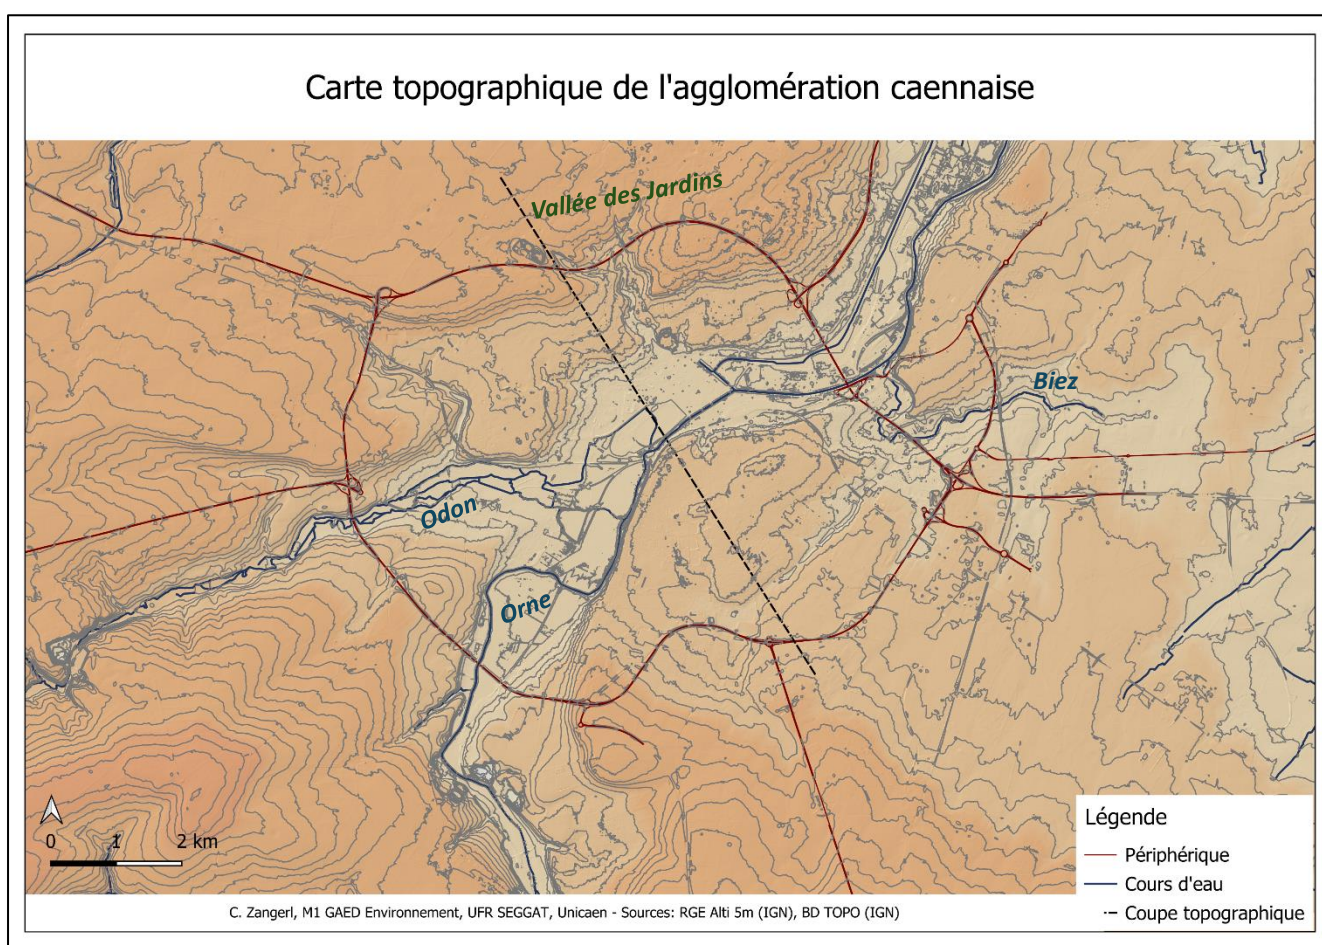 Carte topographique de l'agglomération caennaise
Vallée des Jardins
Biez
Odon
Orne
0 1 2 km
Légende
Périphérique
Cours d'eau
Coupe topographique
C. Zangerl, M1 GAED Environnement, UFR SEGGAT, Unicaen - Sources: RGE Alti 5m (IGN), BD TOPO (IGN)